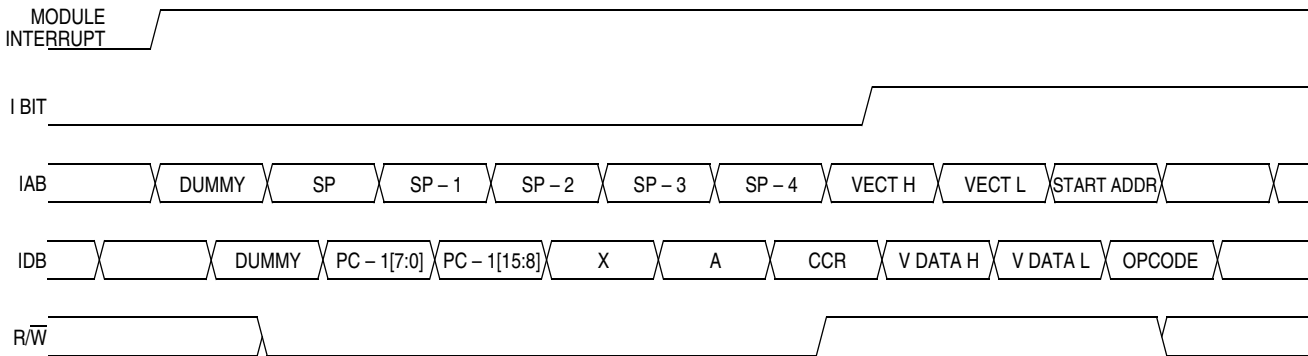 MODULE
INTERRUPT
I BIT
IAB DUMMY SP SP – 1 SP – 2 SP – 3 SP – 4 VECT H VECT L START ADDR
IDB DUMMY PC – 1[7:0] PC – 1[15:8] X A CCR V DATA H V DATA L OPCODE
R/W̅